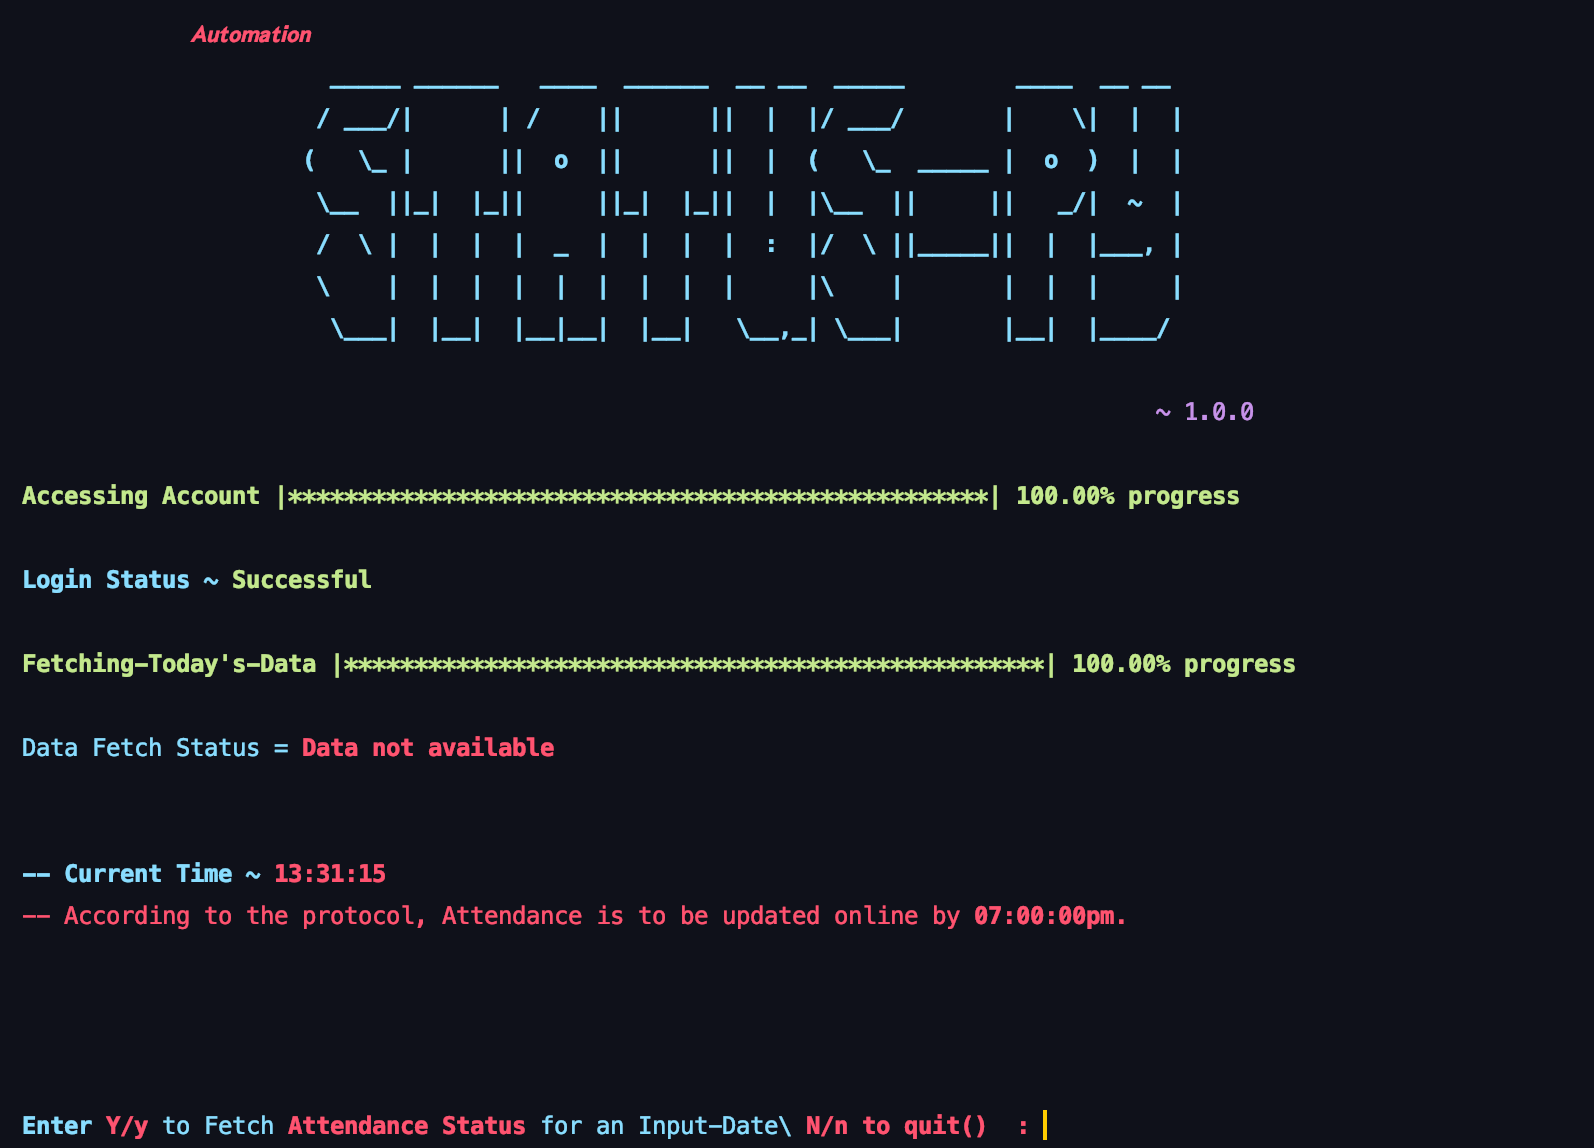 Automation
STATUS-PY
~ 1.0.0
Accessing Account |**************************************************| 100.00% progress
Login Status ~ Successful
Fetching-Today's-Data |**************************************************| 100.00% progress
Data Fetch Status = Data not available
-- Current Time ~ 13:31:15
-- According to the protocol, Attendance is to be updated online by 07:00:00pm.
Enter Y/y to Fetch Attendance Status for an Input-Date\ N/n to quit()  :